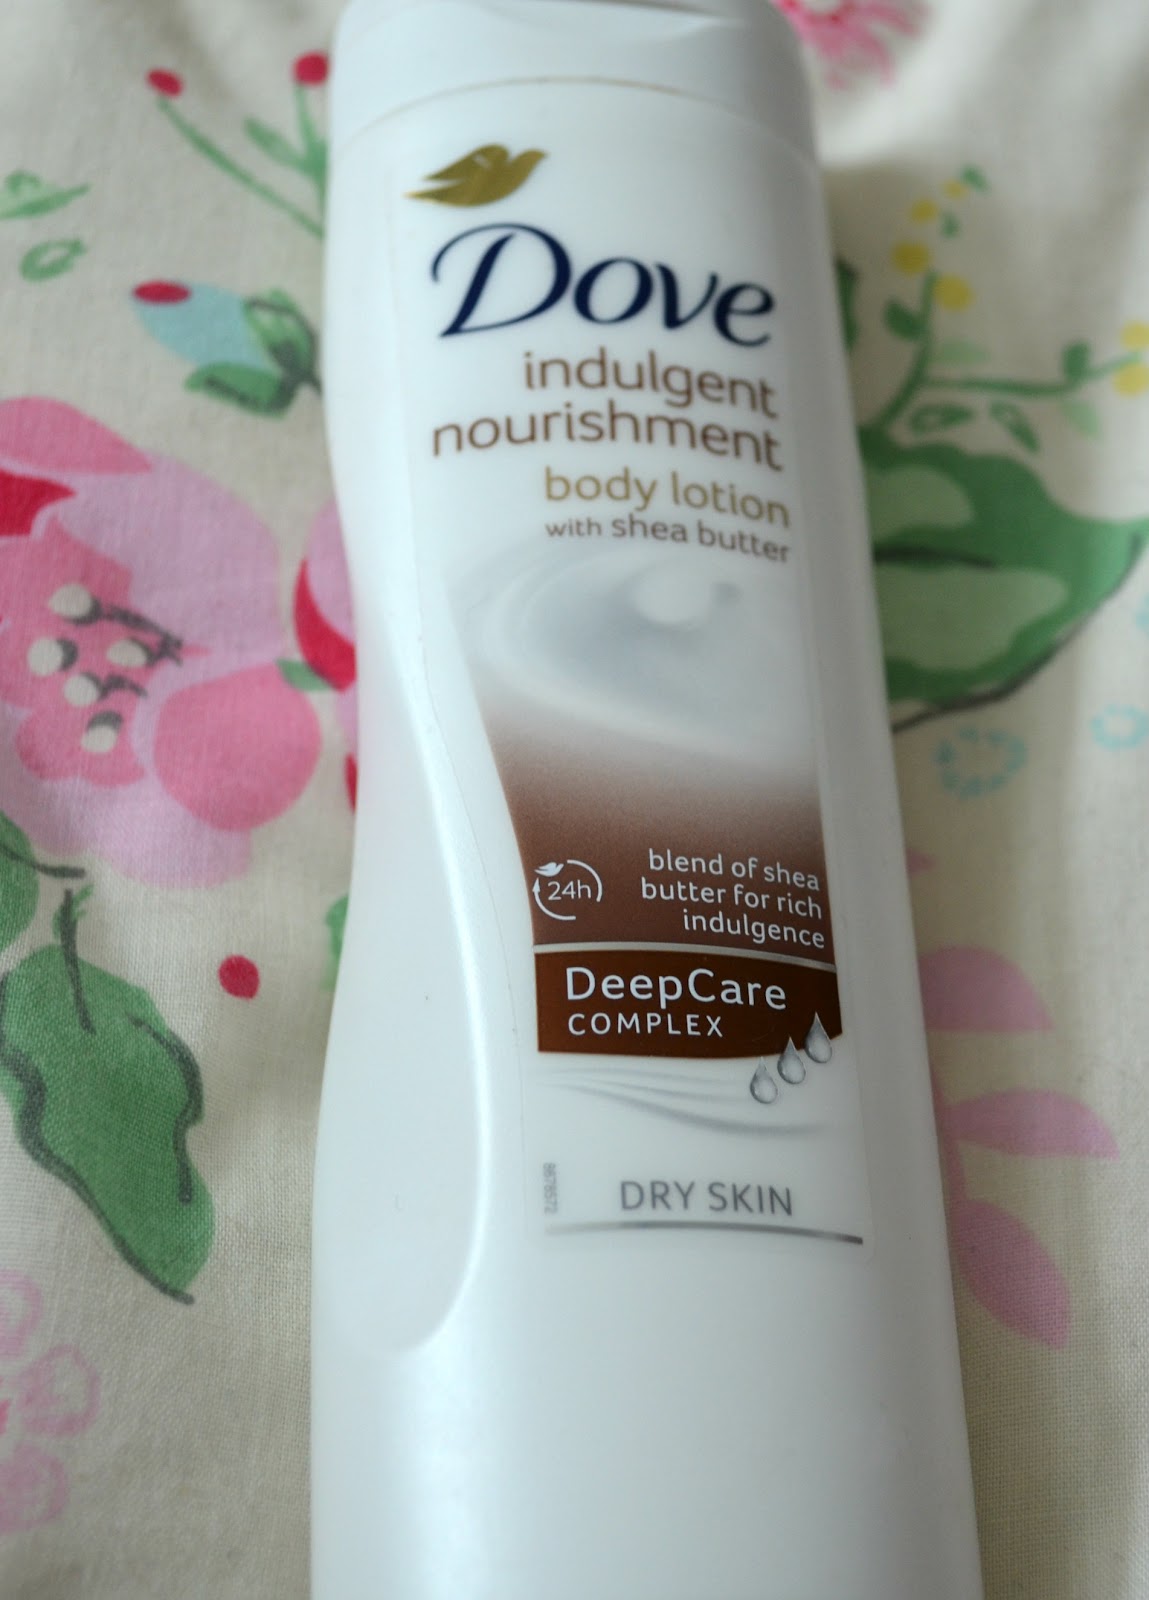 Dove
indulgent
nourishment
body lotion
with shea butter
24h
blend of shea
butter for rich
indulgence
DeepCare
COMPLEX
DRY SKIN